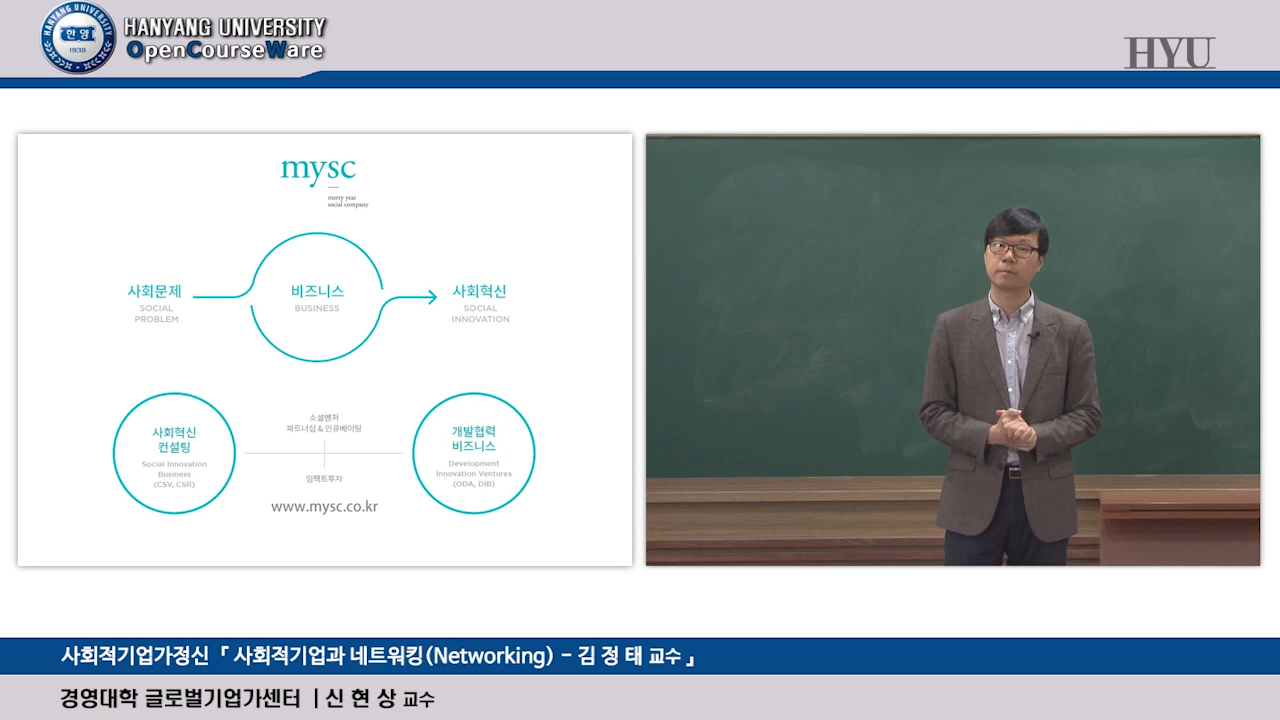 HANYANG UNIVERSITY
OpenCourseWare
HANYANG UNIVERSITY
한양
1939
HYU
mysc
merry year
social company
사회문제
SOCIAL
PROBLEM
비즈니스
BUSINESS
사회혁신
SOCIAL
INNOVATION
사회혁신
컨설팅
Social Innovation
Business
(CSV, CSR)
소셜벤처
파트너십 & 인큐베이팅
임팩트투자
개발협력
비즈니스
Development
Innovation Ventures
(ODA, DIB)
www.mysc.co.kr
사회적기업가정신 『 사회적기업과 네트워킹(Networking) - 김 정 태 교수 』
경영대학 글로벌기업가센터 | 신 현 상 교수